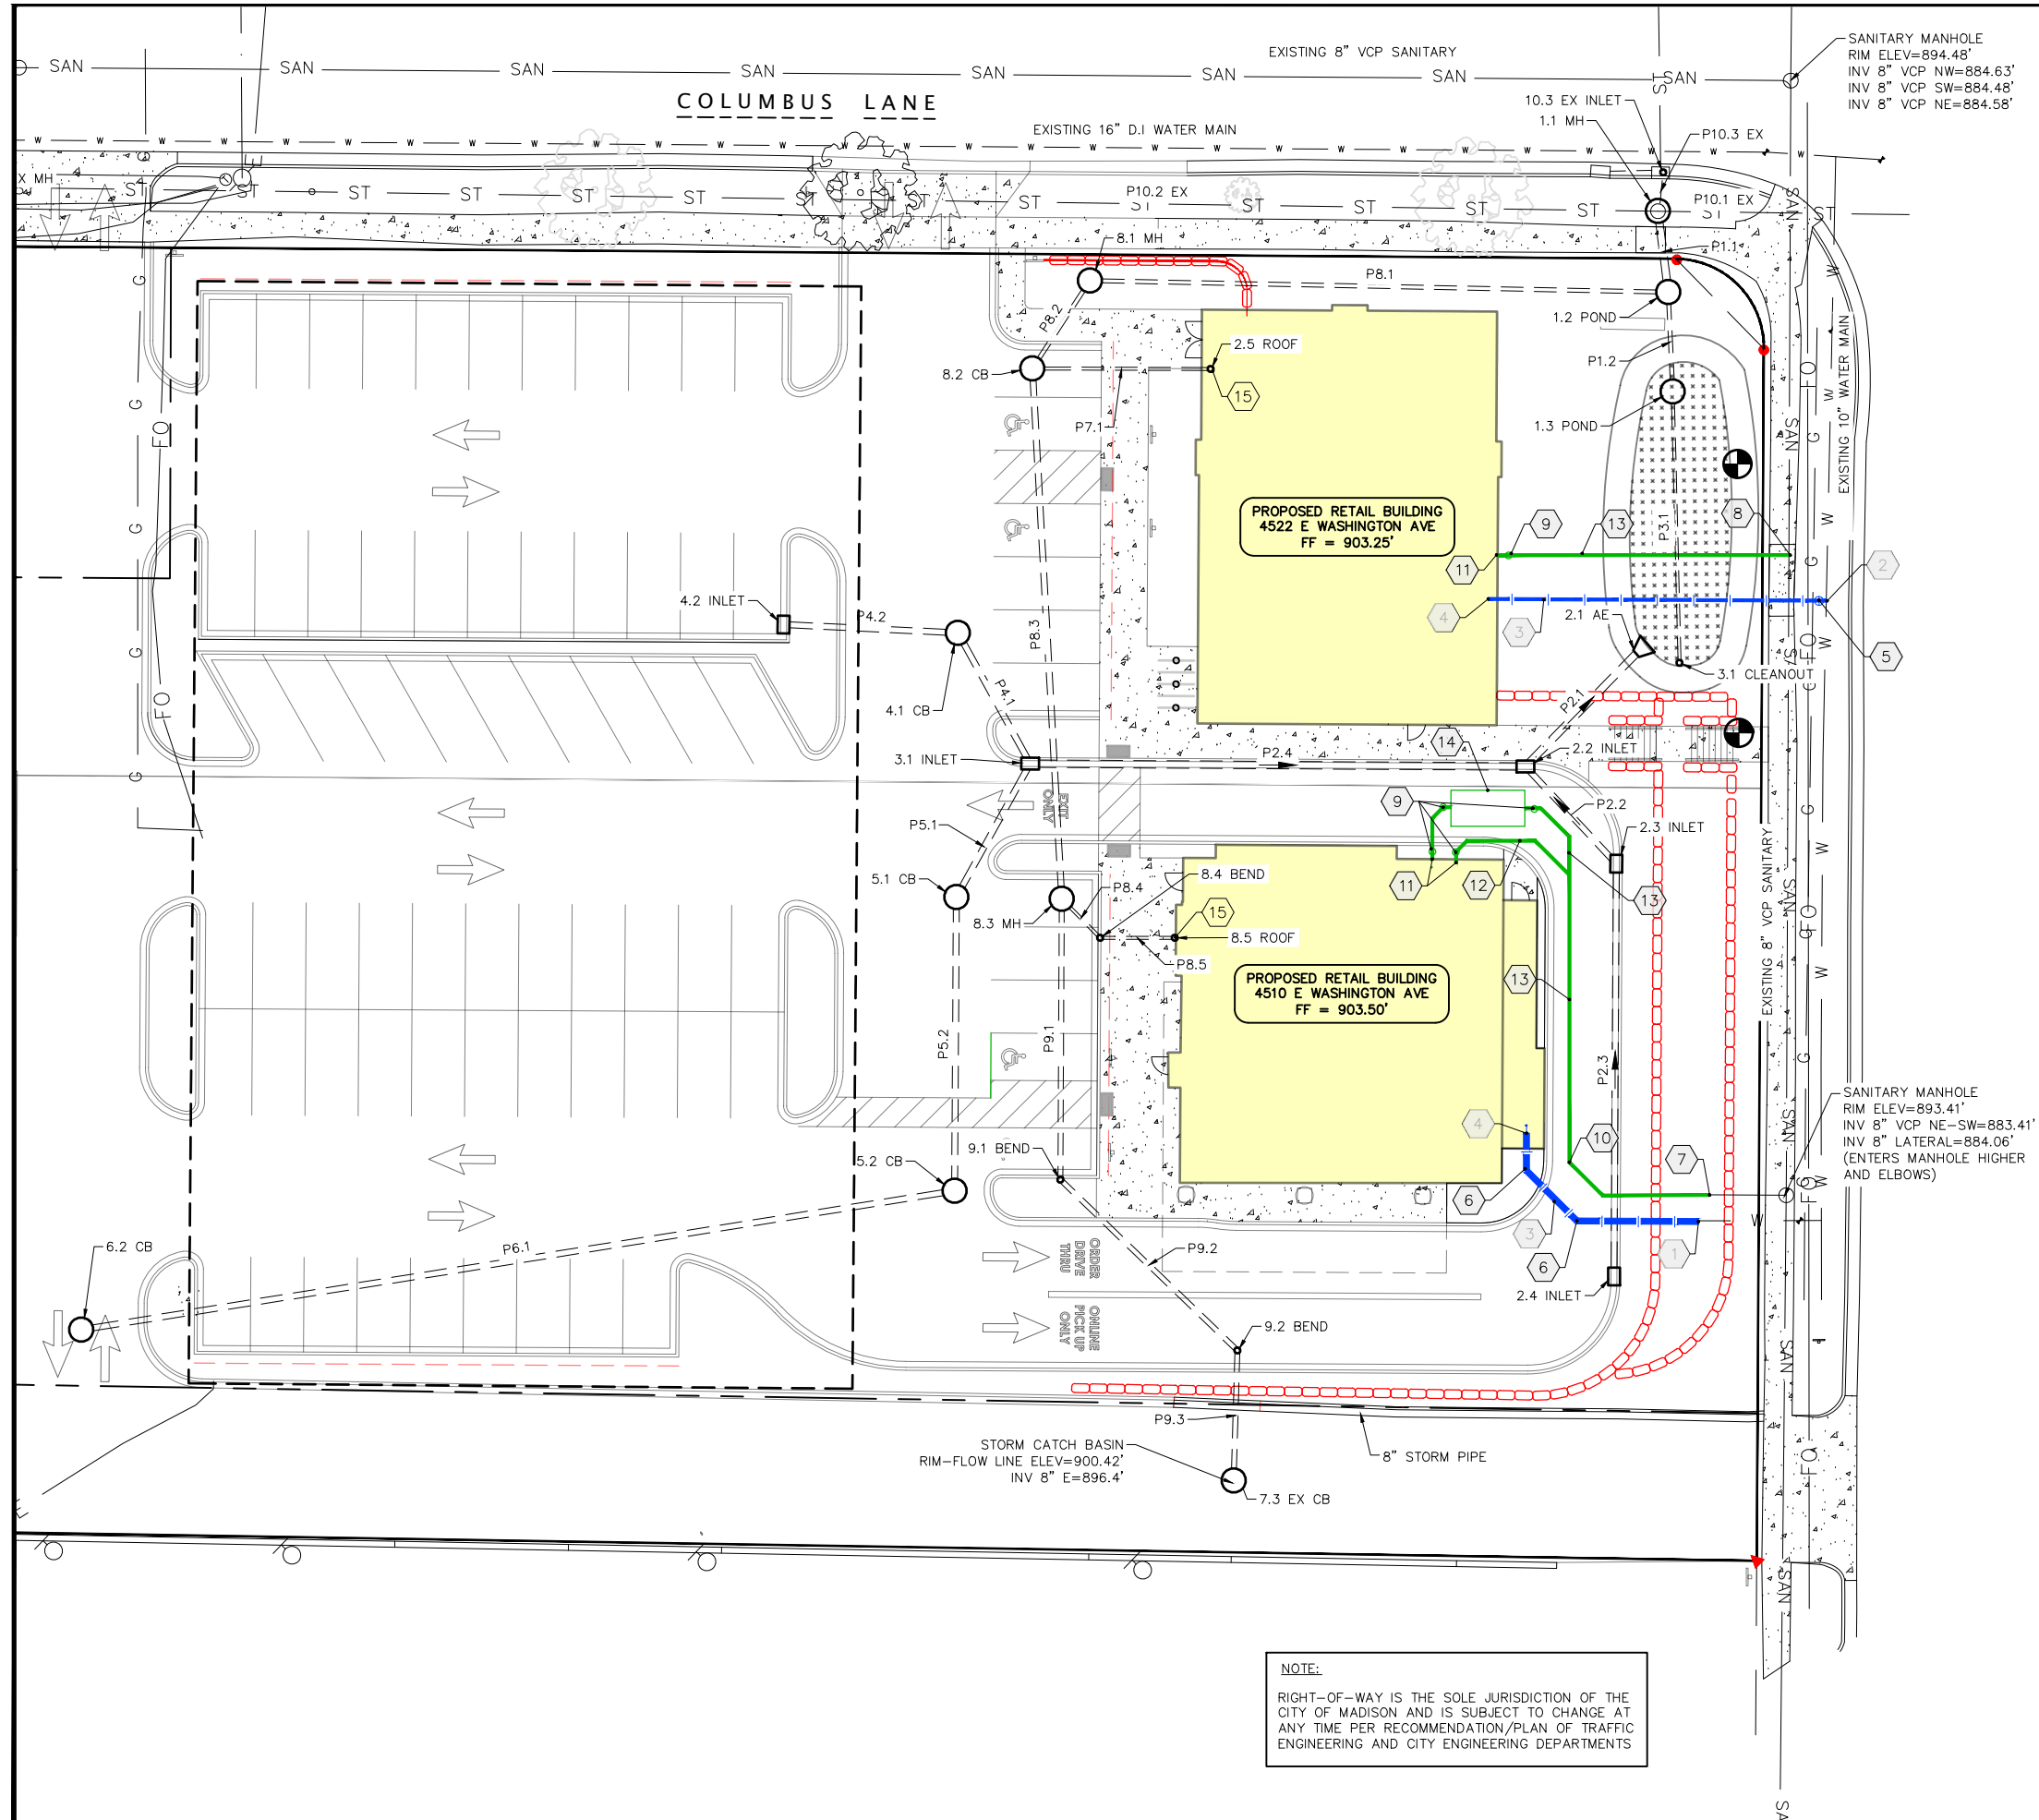 EXISTING 8" VCP SANITARY
SAN SAN SAN SAN SAN SAN SAN SAN
SANITARY MANHOLE
RIM ELEV=894.48'
INV 8" VCP NW=884.63'
INV 8" VCP SW=884.48'
INV 8" VCP NE=884.58'
COLUMBUS LANE
10.3 EX INLET
1.1 MH
P10.3 EX
EXISTING 16" D.I WATER MAIN
W W W W W W W W W W W W W W W W W W
X MH
ST ST ST ST ST ST ST ST ST ST ST ST ST
P10.2 EX
P10.1 EX
P1.1
8.1 MH
P8.1
P8.2
1.2 POND
P1.2
2.5 ROOF
8.2 CB
15
P7.1
1.3 POND
EXISTING 10" WATER MAIN
G G G G G G
FO FO FO
PROPOSED RETAIL BUILDING
4522 E WASHINGTON AVE
FF = 903.25'
9
13
P3.1
8
11
2
4.2 INLET
P4.2
P8.3
4
3
2.1 AE
5
P4.1
4.1 CB
3.1 CLEANOUT
P2.1
14
3.1 INLET
P2.4
2.2 INLET
EXIT
ONLY
9
P2.2
P5.1
2.3 INLET
EXISTING 8" VCP SANITARY
5.1 CB
8.4 BEND
P8.4
11
12
13
8.3 MH
15
8.5 ROOF
P8.5
PROPOSED RETAIL BUILDING
4510 E WASHINGTON AVE
FF = 903.50'
13
P5.2
P9.1
P2.3
4
10
7
SANITARY MANHOLE
RIM ELEV=893.41'
INV 8" VCP NE-SW=883.41'
INV 8" LATERAL=884.06'
(ENTERS MANHOLE HIGHER
AND ELBOWS)
9.1 BEND
5.2 CB
6
3
6
1
6.2 CB
P6.1
ORDER
DRIVE
THRU
P9.2
2.4 INLET
ONLINE
PICK UP
ONLY
9.2 BEND
P9.3
STORM CATCH BASIN
RIM-FLOW LINE ELEV=900.42'
INV 8" E=896.4'
8" STORM PIPE
7.3 EX CB
NOTE:
RIGHT-OF-WAY IS THE SOLE JURISDICTION OF THE
CITY OF MADISON AND IS SUBJECT TO CHANGE AT
ANY TIME PER RECOMMENDATION/PLAN OF TRAFFIC
ENGINEERING AND CITY ENGINEERING DEPARTMENTS